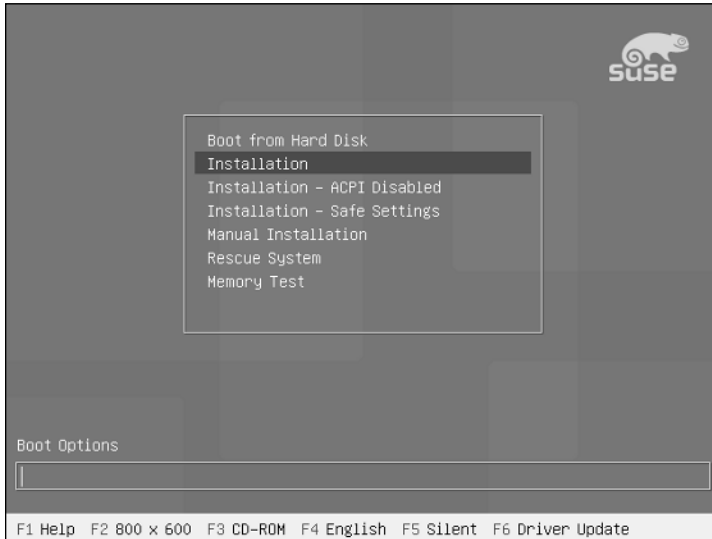 suse
Boot from Hard Disk
Installation
Installation - ACPI Disabled
Installation - Safe Settings
Manual Installation
Rescue System
Memory Test
Boot Options
F1 Help F2 800 x 600 F3 CD-ROM F4 English F5 Silent F6 Driver Update